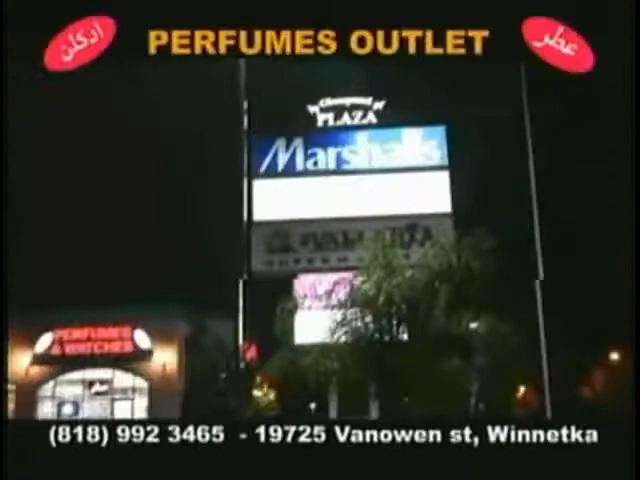 ادکلن
PERFUMES OUTLET
عطر
PLAZA
Marshalls
PERFUMES
& WATCHES
(818) 992 3465 - 19725 Vanowen st, Winnetka